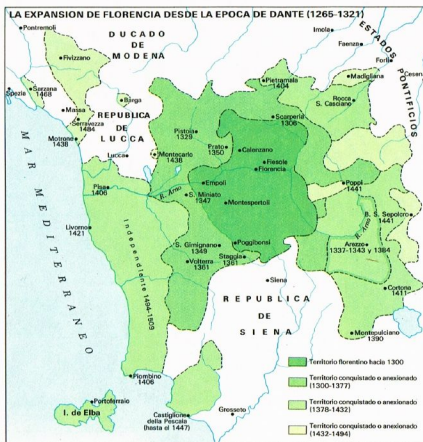 LA EXPANSION DE FLORENCIA DESDE LA EPOCA DE DANTE (1265-1321)
Pontremoli
DUCADO
DE
MODENA
Imola
ESTADOS
PONTIFICIOS
Faenza
Forli
Cesena
Fivizzano
Pietramala
1404
Madigliana
Spezia
Sarzana
1468
Barga
Rocca
S. Casciano
Massa
Serravezza
1484
REPUBLICA
DE
LUCCA
Scarperia
1306
Motrone
1438
Pistoia
1329
Prato
1350
Calenzano
Lucca
Montecarlo
1438
Fiesole
Florencia
MAR MEDITERRANEO
Pisa
1406
R. Arno
Empoli
S. Miniato
1347
Poppi
1441
Montespertoli
B. S. Sepolcro
1441
Livorno
1421
Independiente 1494-1509
R. Arno
S. Gimignano
1349
Poggibonsi
Arezzo
1337-1343 y 1384
Volterra
1361
Staggia
1361
Siena
Cortona
1411
REPUBLICA
DE
SIENA
Montepulciano
1390
Piombino
1406
Portoferraio
I. de Elba
Castiglione
della Pescaia
(hasta el 1447)
Grosseto
Territorio florentino hacia 1300
Territorio conquistado o anexionado
(1300-1377)
Territorio conquistado o anexionado
(1378-1432)
Territorio conquistado o anexionado
(1432-1494)